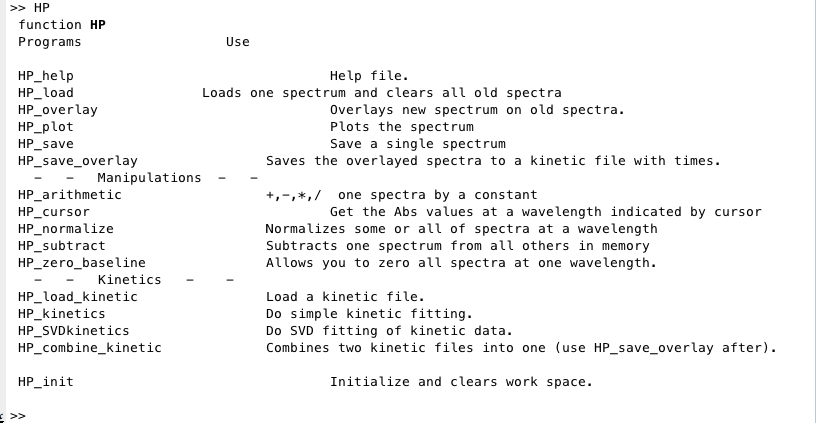 >> HP
function HP
Programs Use
HP_help Help file.
HP_load Loads one spectrum and clears all old spectra
HP_overlay Overlays new spectrum on old spectra.
HP_plot Plots the spectrum
HP_save Save a single spectrum
HP_save_overlay Saves the overlayed spectra to a kinetic file with times.
- - Manipulations - -
HP_arithmetic +,-,*,/ one spectra by a constant
HP_cursor Get the Abs values at a wavelength indicated by cursor
HP_normalize Normalizes some or all of spectra at a wavelength
HP_subtract Subtracts one spectrum from all others in memory
HP_zero_baseline Allows you to zero all spectra at one wavelength.
- - Kinetics - -
HP_load_kinetic Load a kinetic file.
HP_kinetics Do simple kinetic fitting.
HP_SVDkinetics Do SVD fitting of kinetic data.
HP_combine_kinetic Combines two kinetic files into one (use HP_save_overlay after).
HP_init Initialize and clears work space.
>>